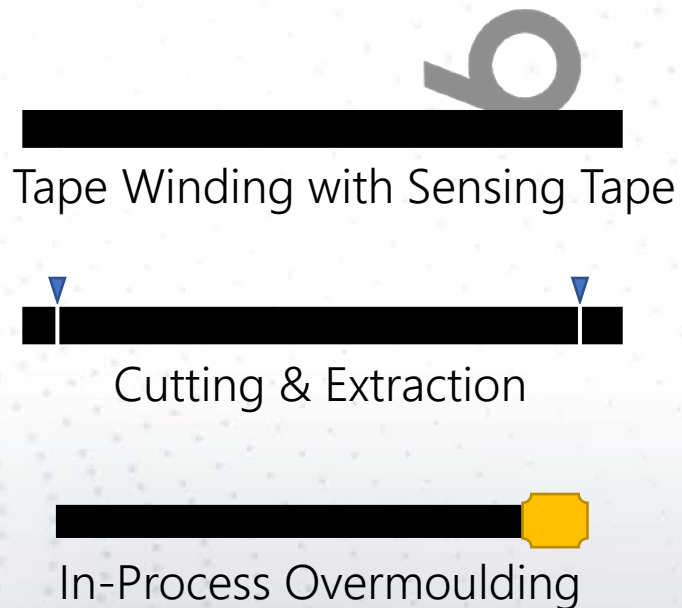 Tape Winding with Sensing Tape
Cutting & Extraction
In-Process Overmoulding